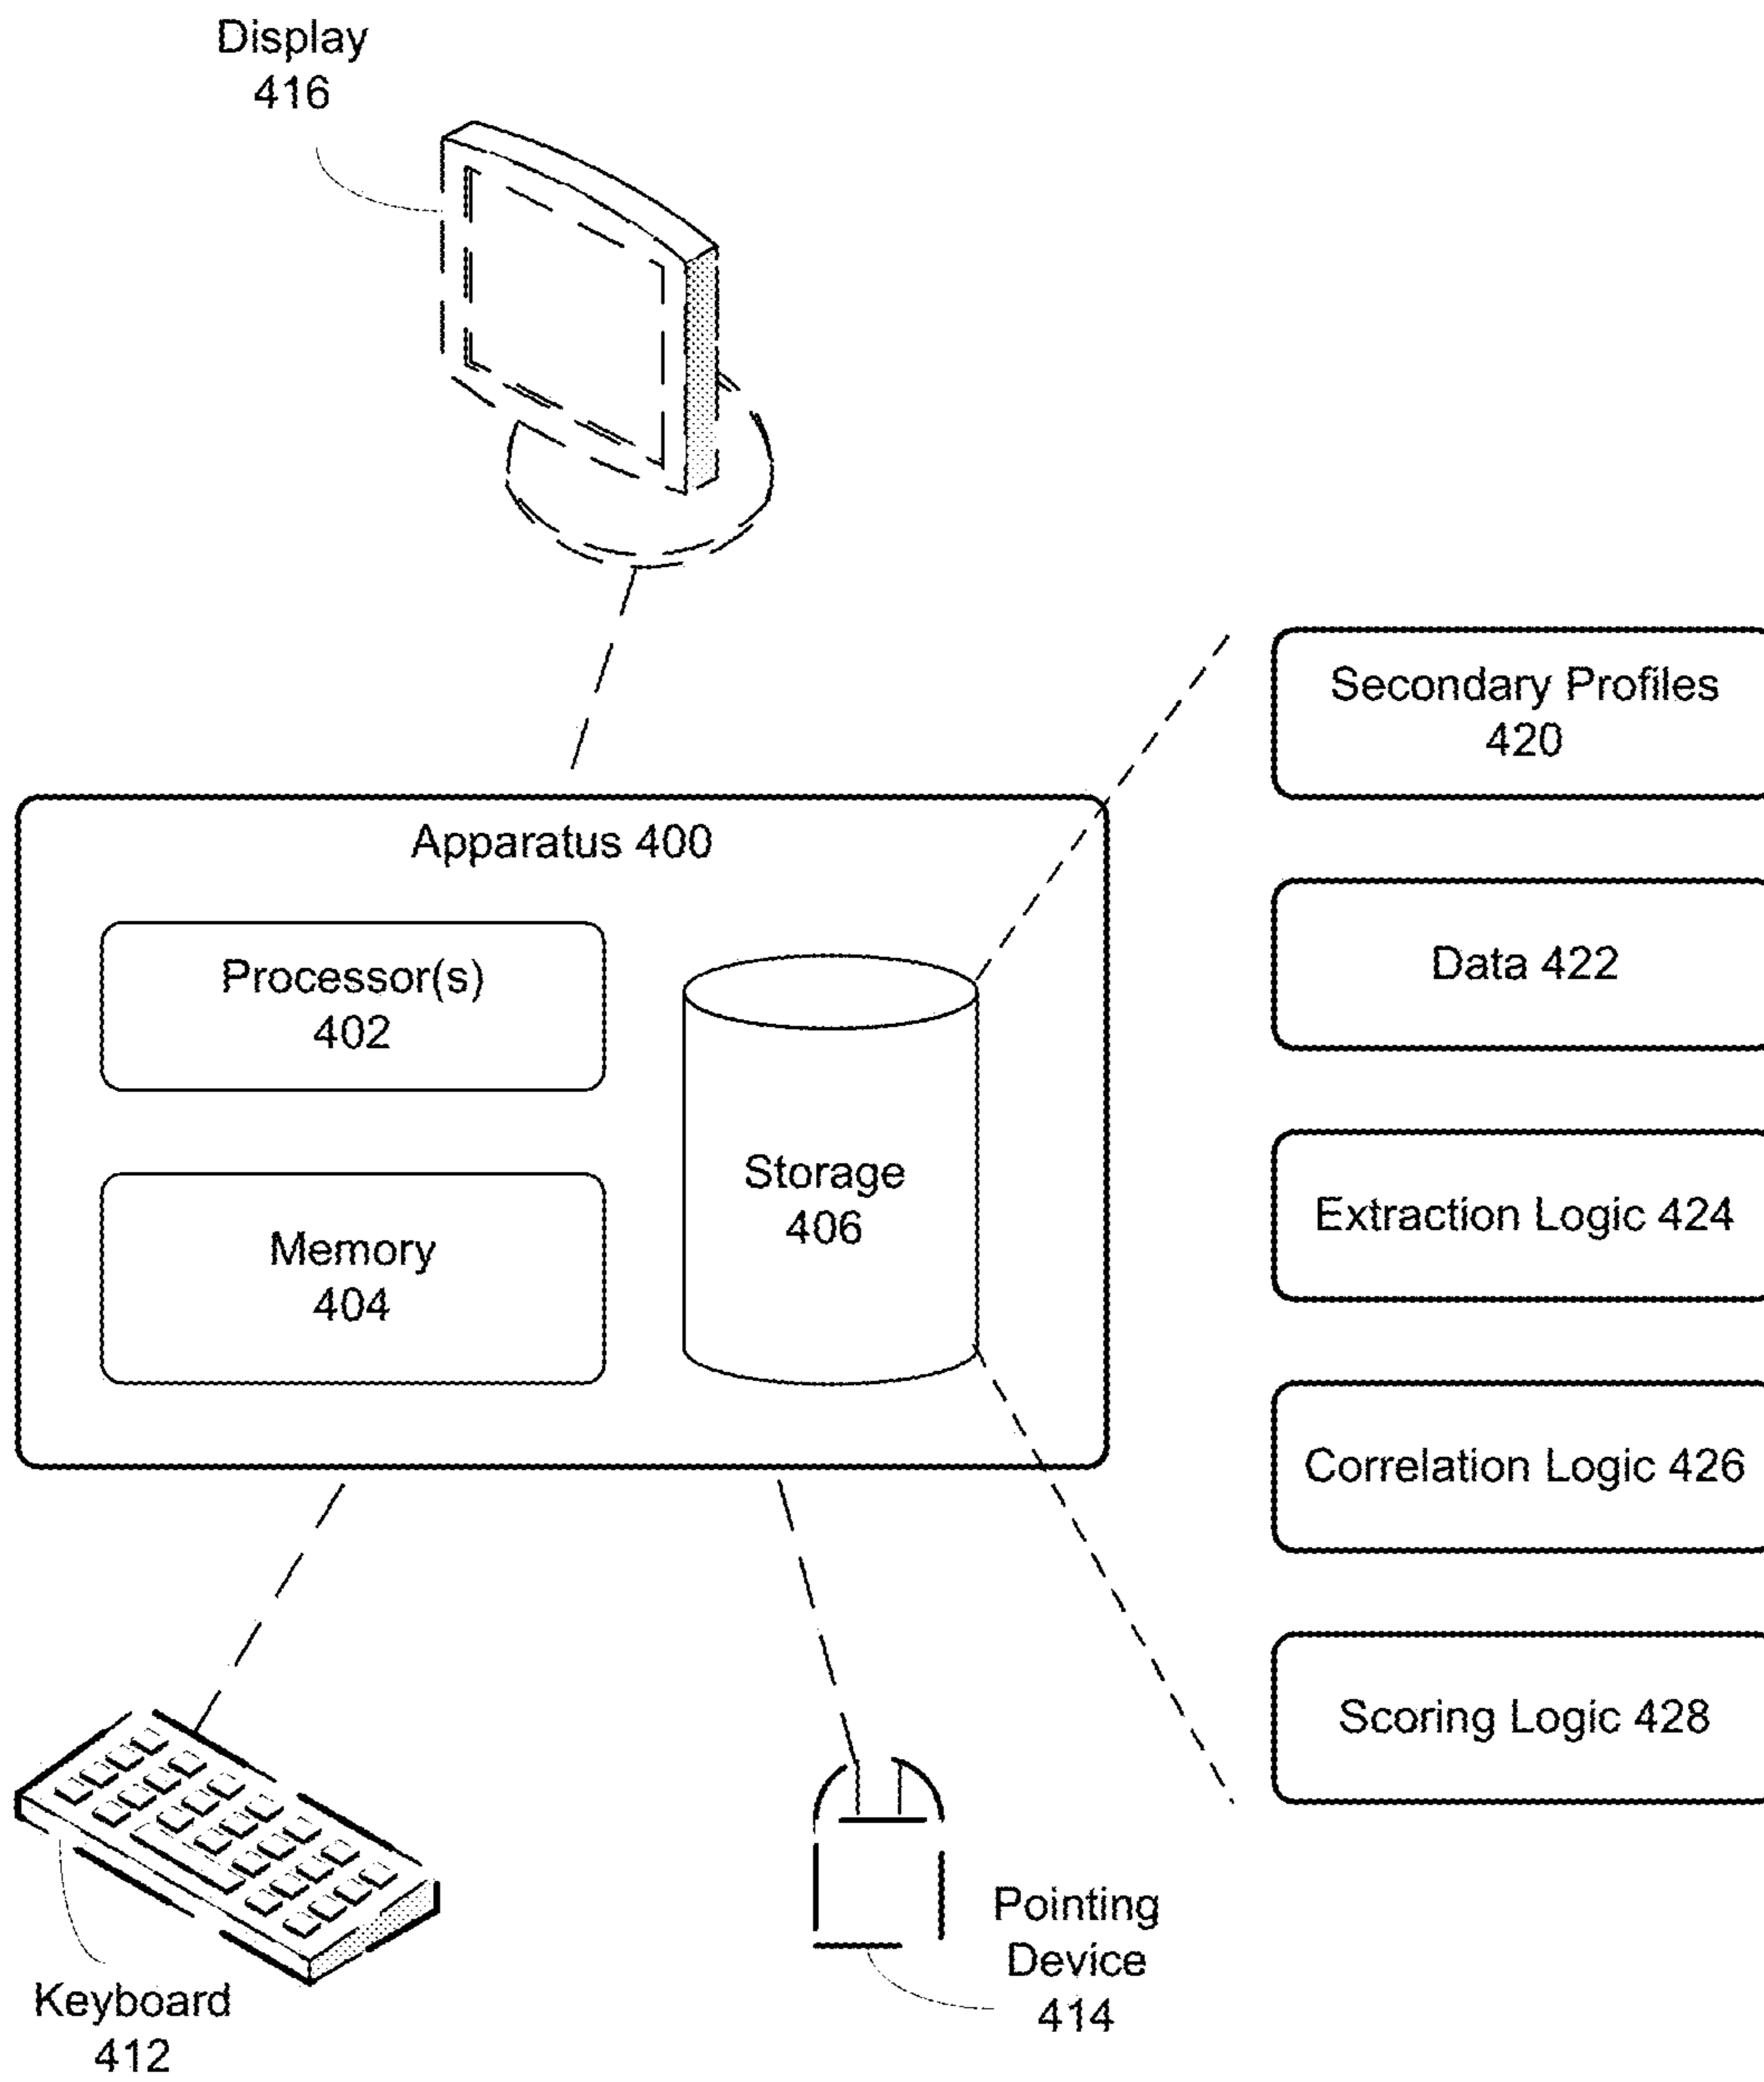 Display
416
Secondary Profiles
420
Apparatus 400
Processor(s)
402
Data 422
Storage
406
Extraction Logic 424
Memory
404
Correlation Logic 426
Scoring Logic 428
Pointing
Device
414
Keyboard
412